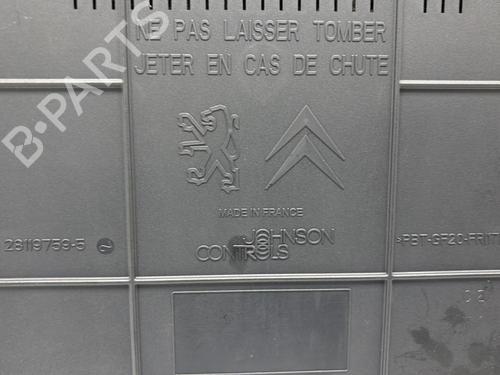 B-PARTS
NE PAS LAISSER TOMBER
JETER EN CAS DE CHUTE
MADE IN FRANCE
JOHNSON
CONTROLS
28119759-5
>PBT-GF20-FR(17)